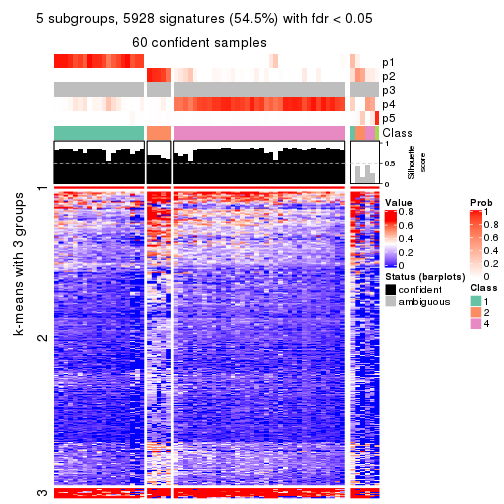 5 subgroups, 5928 signatures (54.5%) with fdr < 0.05
60 confident samples
p1
p2
p3
p4
p5
Class
1
0.5
0
Silhouette
score
k-means with 3 groups
1
2
3
Value
0.8
0.6
0.4
0.2
0
Status (barplots)
confident
ambiguous
Prob
1
0.8
0.6
0.4
0.2
0
Class
1
2
4